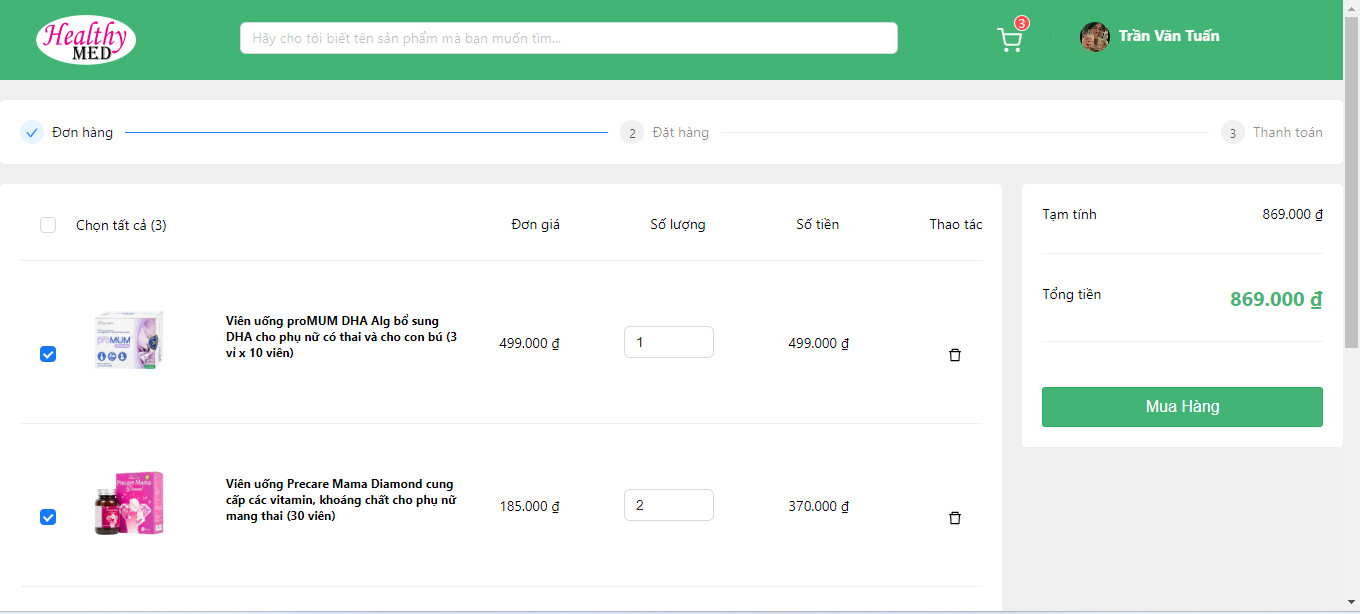 Healthy
MED
Hãy cho tôi biết tên sản phẩm mà bạn muốn tìm...
3
Trần Văn Tuấn
Đơn hàng
2 Đặt hàng
3 Thanh toán
Chọn tất cả (3)
Đơn giá
Số lượng
Số tiền
Thao tác
proMUM
Viên uống proMUM DHA Alg bổ sung
DHA cho phụ nữ có thai và cho con bú (3
vỉ x 10 viên)
499.000 ₫
1
499.000 ₫
Precare Mama
Diamond
Viên uống Precare Mama Diamond cung
cấp các vitamin, khoáng chất cho phụ nữ
mang thai (30 viên)
185.000 ₫
2
370.000 ₫
Tạm tính
869.000 ₫
Tổng tiền
869.000 ₫
Mua Hàng